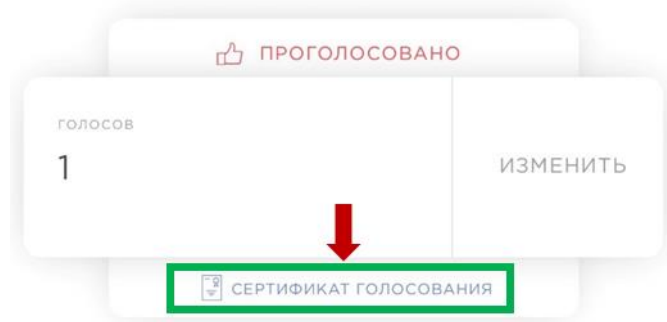 ПРОГОЛОСОВАНО
ГОЛОСОВ
1
ИЗМЕНИТЬ
СЕРТИФИКАТ ГОЛОСОВАНИЯ